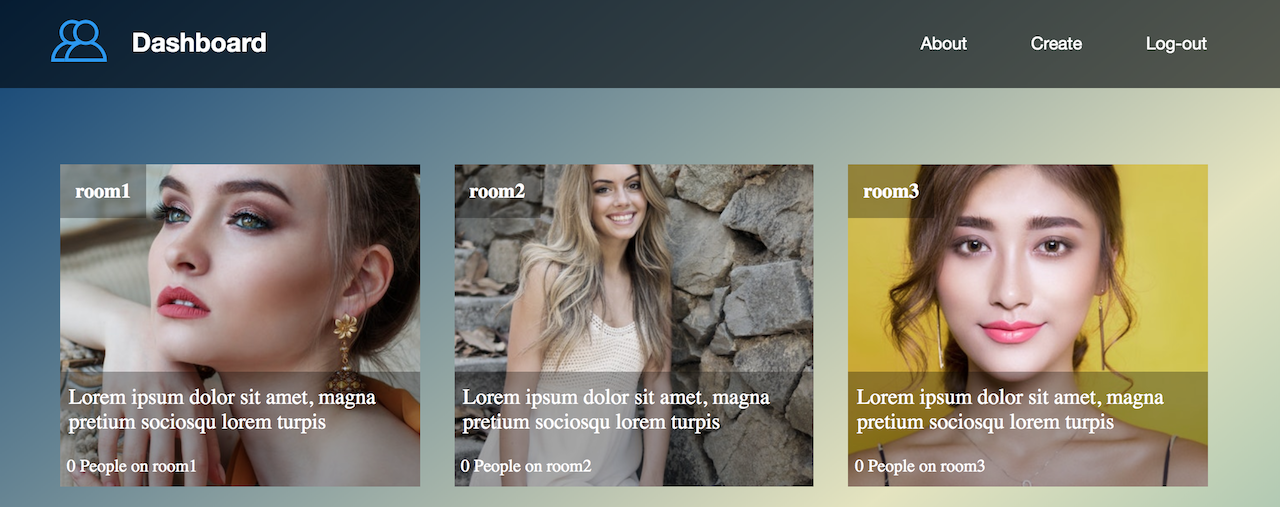 Dashboard
About
Create
Log-out
room1
room2
room3
Lorem ipsum dolor sit amet, magna
pretium sociosqu lorem turpis
0 People on room1
Lorem ipsum dolor sit amet, magna
pretium sociosqu lorem turpis
0 People on room2
Lorem ipsum dolor sit amet, magna
pretium sociosqu lorem turpis
0 People on room3